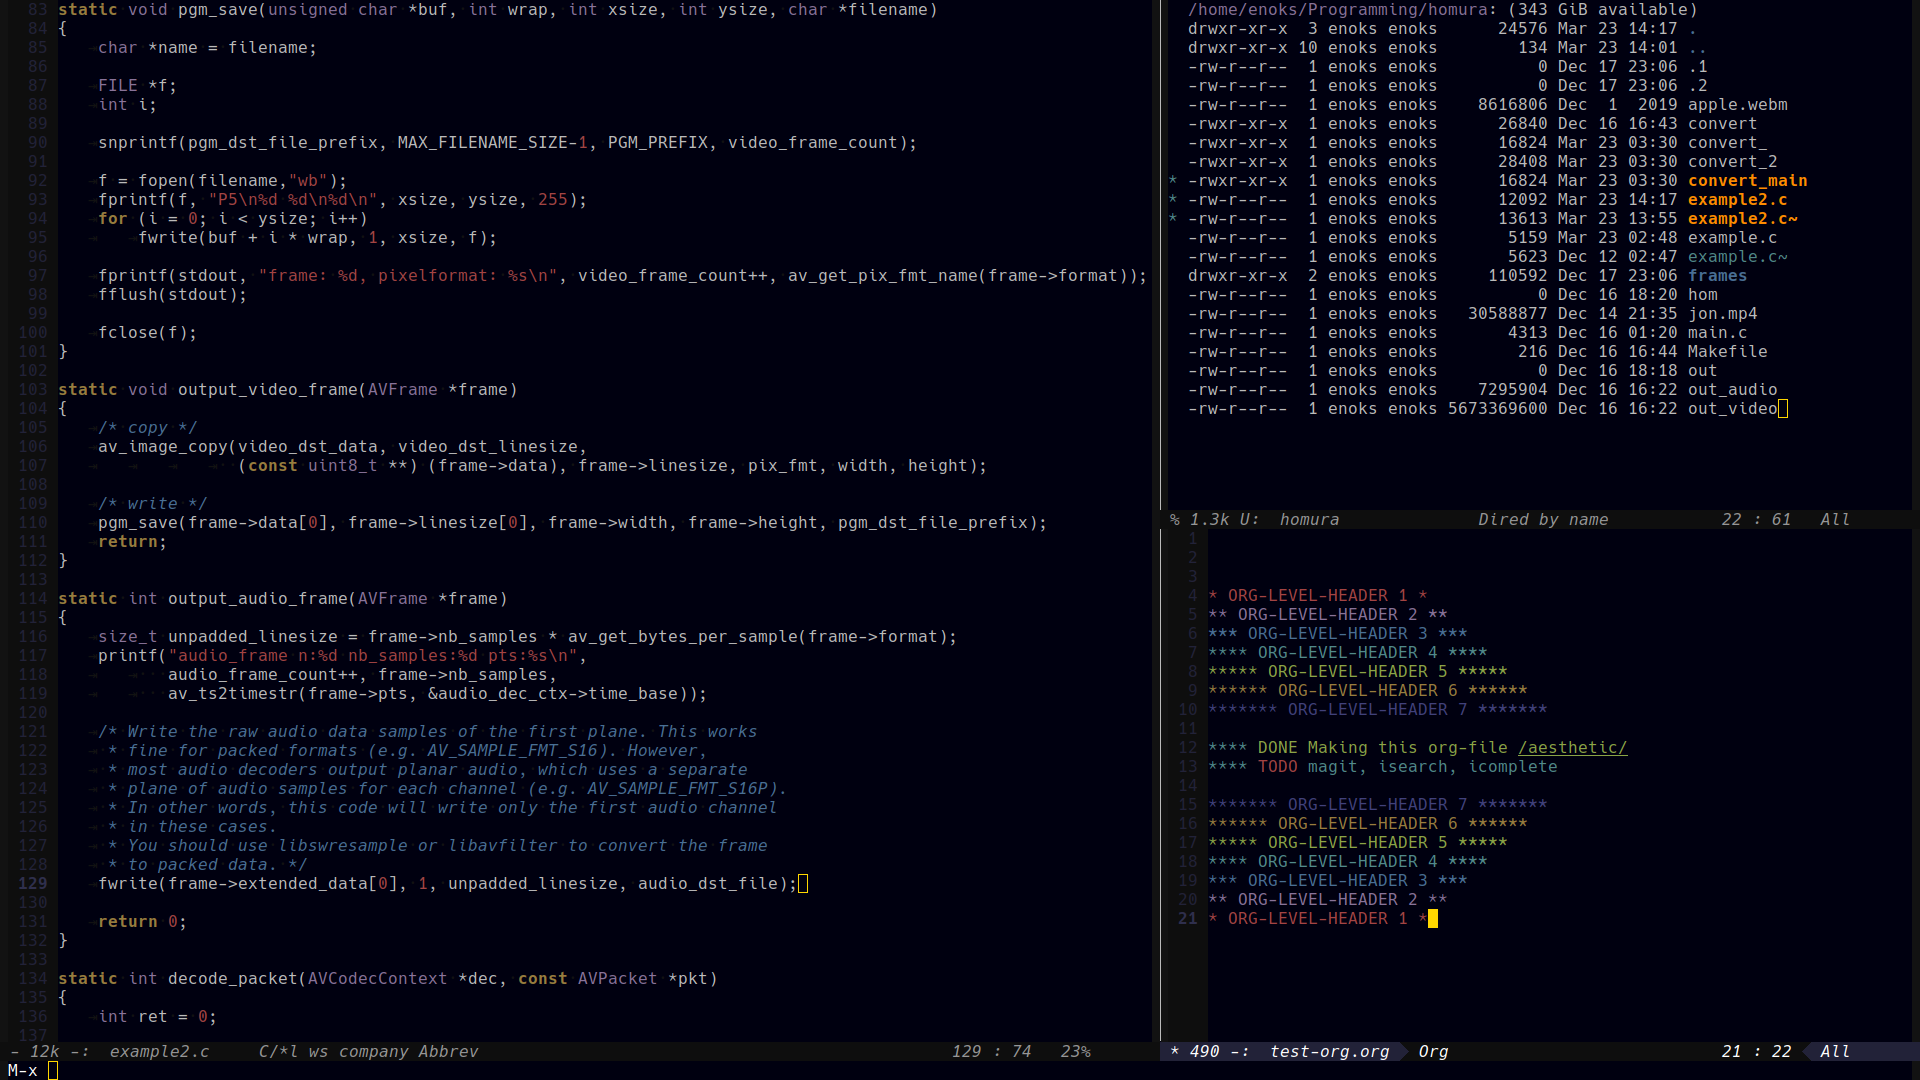 83 static void pgm_save(unsigned char *buf, int wrap, int xsize, int ysize, char *filename)
84 {
85     char *name = filename;
86
87     FILE *f;
88     int i;
89
90     snprintf(pgm_dst_file_prefix, MAX_FILENAME_SIZE-1, PGM_PREFIX, video_frame_count);
91
92     f = fopen(filename,"wb");
93     fprintf(f, "P5\n%d %d\n%d\n", xsize, ysize, 255);
94     for (i = 0; i < ysize; i++)
95         fwrite(buf + i * wrap, 1, xsize, f);
96
97     fprintf(stdout, "frame: %d, pixelformat: %s\n", video_frame_count++, av_get_pix_fmt_name(frame->format));
98     fflush(stdout);
99
100     fclose(f);
101 }
102
103 static void output_video_frame(AVFrame *frame)
104 {
105     /* copy */
106     av_image_copy(video_dst_data, video_dst_linesize,
107                   (const uint8_t **) (frame->data), frame->linesize, pix_fmt, width, height);
108
109     /* write */
110     pgm_save(frame->data[0], frame->linesize[0], frame->width, frame->height, pgm_dst_file_prefix);
111     return;
112 }
113
114 static int output_audio_frame(AVFrame *frame)
115 {
116     size_t unpadded_linesize = frame->nb_samples * av_get_bytes_per_sample(frame->format);
117     printf("audio_frame n:%d nb_samples:%d pts:%s\n",
118            audio_frame_count++, frame->nb_samples,
119            av_ts2timestr(frame->pts, &audio_dec_ctx->time_base));
120
121     /* Write the raw audio data samples of the first plane. This works
122      * fine for packed formats (e.g. AV_SAMPLE_FMT_S16). However,
123      * most audio decoders output planar audio, which uses a separate
124      * plane of audio samples for each channel (e.g. AV_SAMPLE_FMT_S16P).
125      * In other words, this code will write only the first audio channel
126      * in these cases.
127      * You should use libswresample or libavfilter to convert the frame
128      * to packed data. */
129     fwrite(frame->extended_data[0], 1, unpadded_linesize, audio_dst_file);
130
131     return 0;
132 }
133
134 static int decode_packet(AVCodecContext *dec, const AVPacket *pkt)
135 {
136     int ret = 0;
137
- 12k -:  example2.c     C/*l ws company Abbrev     129 : 74   23%
M-x
/home/enoks/Programming/homura: (343 GiB available)
drwxr-xr-x  3 enoks enoks      24576 Mar 23 14:17 .
drwxr-xr-x 10 enoks enoks        134 Mar 23 14:01 ..
-rw-r--r--  1 enoks enoks          0 Dec 17 23:06 .1
-rw-r--r--  1 enoks enoks          0 Dec 17 23:06 .2
-rw-r--r--  1 enoks enoks    8616806 Dec  1  2019 apple.webm
-rwxr-xr-x  1 enoks enoks      26840 Dec 16 16:43 convert
-rwxr-xr-x  1 enoks enoks      16824 Mar 23 03:30 convert_
-rwxr-xr-x  1 enoks enoks      28408 Mar 23 03:30 convert_2
* -rwxr-xr-x  1 enoks enoks      16824 Mar 23 03:30 convert_main
* -rw-r--r--  1 enoks enoks      12092 Mar 23 14:17 example2.c
* -rw-r--r--  1 enoks enoks      13613 Mar 23 13:55 example2.c~
-rw-r--r--  1 enoks enoks       5159 Mar 23 02:48 example.c
-rw-r--r--  1 enoks enoks       5623 Dec 12 02:47 example.c~
drwxr-xr-x  2 enoks enoks     110592 Dec 17 23:06 frames
-rw-r--r--  1 enoks enoks          0 Dec 16 18:20 hom
-rw-r--r--  1 enoks enoks   30588877 Dec 14 21:35 jon.mp4
-rw-r--r--  1 enoks enoks       4313 Dec 16 01:20 main.c
-rw-r--r--  1 enoks enoks        216 Dec 16 16:44 Makefile
-rw-r--r--  1 enoks enoks          0 Dec 16 18:18 out
-rw-r--r--  1 enoks enoks    7295904 Dec 16 16:22 out_audio
-rw-r--r--  1 enoks enoks 5673369600 Dec 16 16:22 out_video
% 1.3k U:  homura     Dired by name     22 : 61   All
1
2
3
4 * ORG-LEVEL-HEADER 1 *
5 ** ORG-LEVEL-HEADER 2 **
6 *** ORG-LEVEL-HEADER 3 ***
7 **** ORG-LEVEL-HEADER 4 ****
8 ***** ORG-LEVEL-HEADER 5 *****
9 ****** ORG-LEVEL-HEADER 6 ******
10 ******* ORG-LEVEL-HEADER 7 *******
11
12 **** DONE Making this org-file /aesthetic/
13 **** TODO magit, isearch, icomplete
14
15 ******* ORG-LEVEL-HEADER 7 *******
16 ****** ORG-LEVEL-HEADER 6 ******
17 ***** ORG-LEVEL-HEADER 5 *****
18 **** ORG-LEVEL-HEADER 4 ****
19 *** ORG-LEVEL-HEADER 3 ***
20 ** ORG-LEVEL-HEADER 2 **
21 * ORG-LEVEL-HEADER 1 *
* 490 -:  test-org.org  Org     21 : 22  All